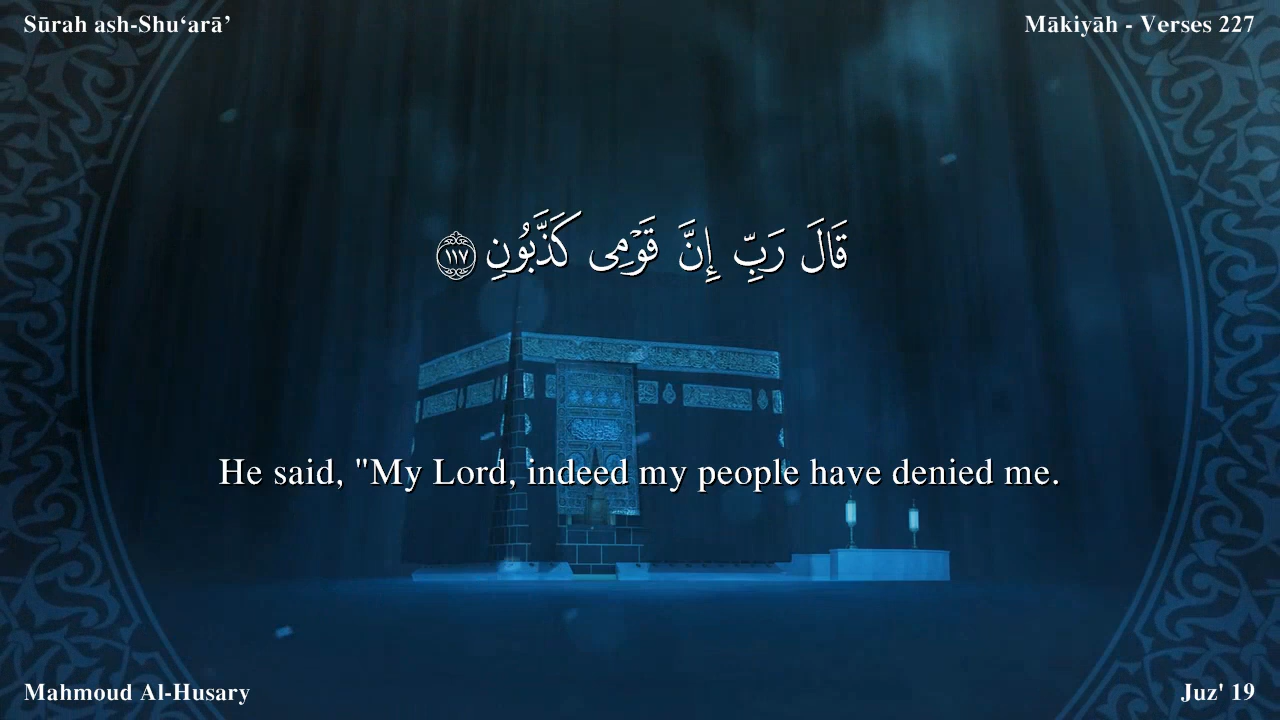 Sūrah ash-Shu‘arā’
Mākiyāh - Verses 227
قَالَ رَبِّ إِنَّ قَوْمِى كَذَّبُونِ ١١٧
He said, "My Lord, indeed my people have denied me.
Mahmoud Al-Husary
Juz' 19